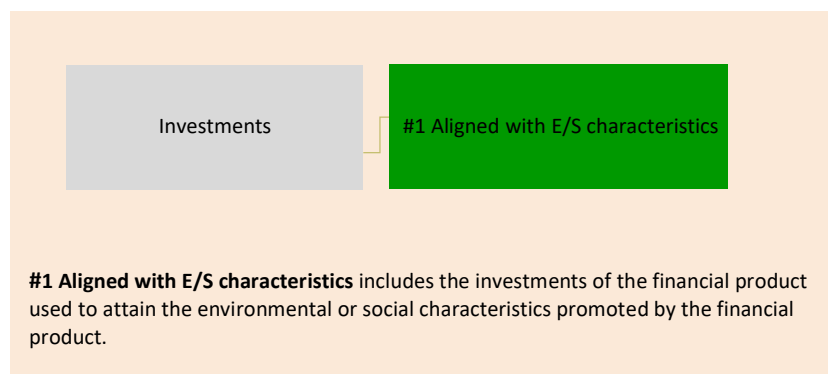 Investments
#1 Aligned with E/S characteristics
#1 Aligned with E/S characteristics includes the investments of the financial product
used to attain the environmental or social characteristics promoted by the financial
product.